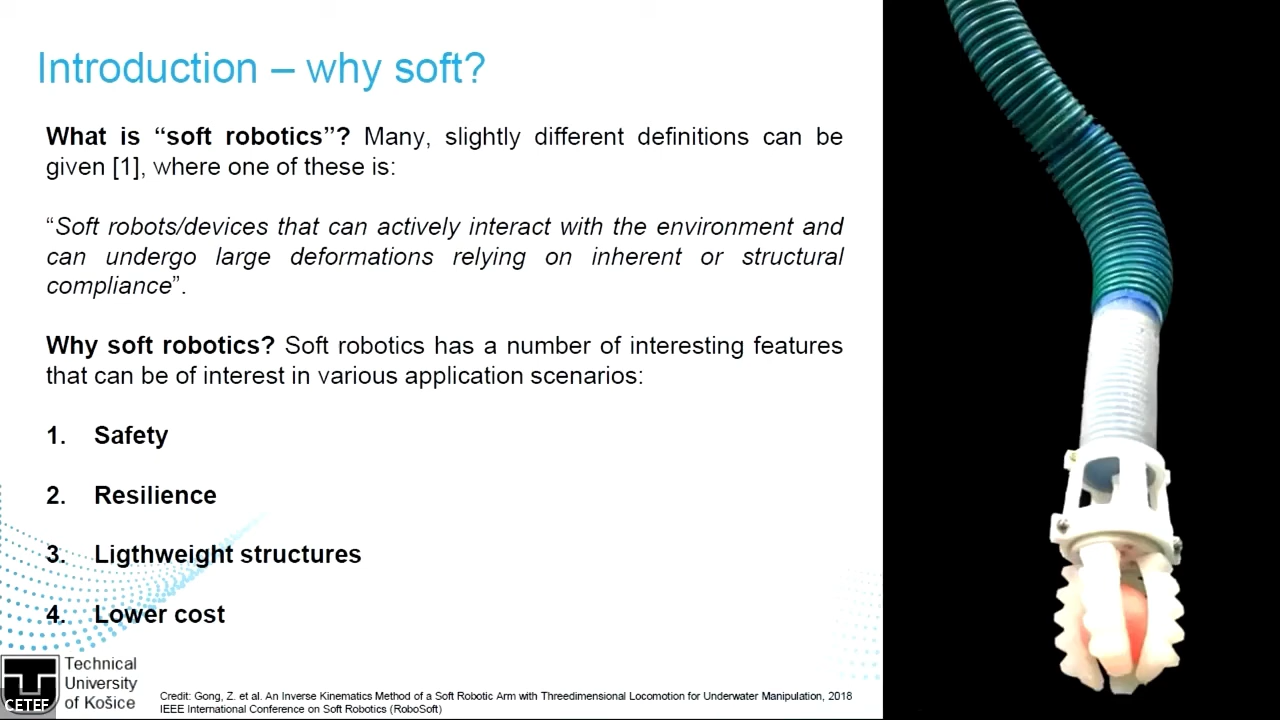 Introduction – why soft?
What is “soft robotics”? Many, slightly different definitions can be
given [1], where one of these is:
“Soft robots/devices that can actively interact with the environment and
can undergo large deformations relying on inherent or structural
compliance”.
Why soft robotics? Soft robotics has a number of interesting features
that can be of interest in various application scenarios:
1. Safety
2. Resilience
3. Ligthweight structures
4. Lower cost
Technical
University
of Košice
CETEF
Credit: Gong, Z. et al. An Inverse Kinematics Method of a Soft Robotic Arm with Threedimensional Locomotion for Underwater Manipulation, 2018
IEEE International Conference on Soft Robotics (RoboSoft)